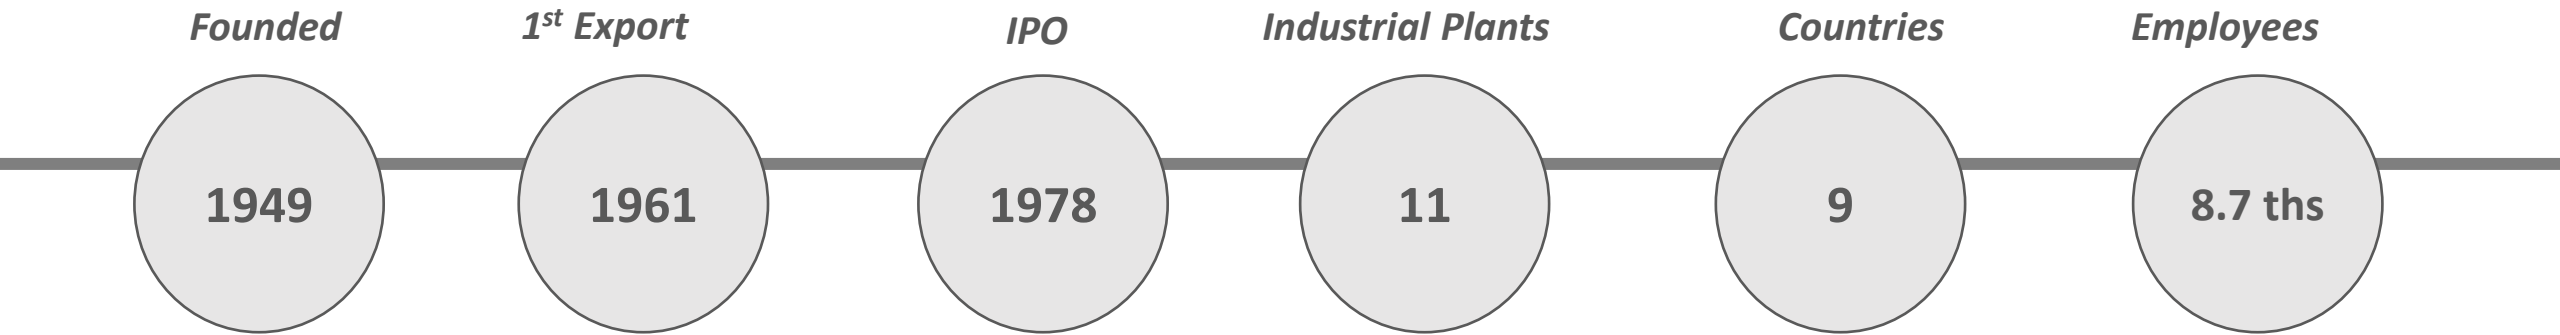 Founded
1st Export
IPO
Industrial Plants
Countries
Employees
1949
1961
1978
11
9
8.7 ths